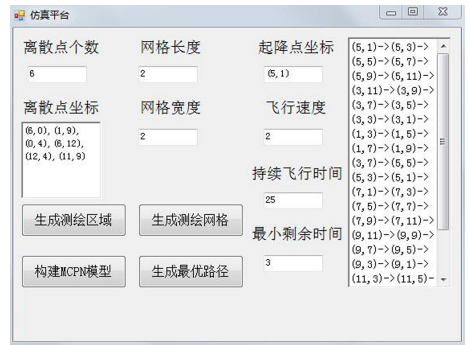 仿真平台
离散点个数
6
网格长度
2
起降点坐标
(5,1)
离散点坐标
(6,0), (1,9),
(0,4), (6,12),
(12,4), (11,9)
网格宽度
2
飞行速度
2
持续飞行时间
25
最小剩余时间
3
生成测绘区域
生成测绘网格
构建MCPN模型
生成最优路径
(5,1)->(5,3)->
(5,5)->(5,7)->
(5,9)->(5,11)->
(3,11)->(3,9)->
(3,7)->(3,5)->
(3,3)->(3,1)->
(1,3)->(1,5)->
(1,7)->(1,9)->
(3,7)->(5,5)->
(5,3)->(5,1)->
(7,1)->(7,3)->
(7,5)->(7,7)->
(7,9)->(7,11)->
(9,11)->(9,9)->
(9,7)->(9,5)->
(9,3)->(9,1)->
(11,3)->(11,5)-